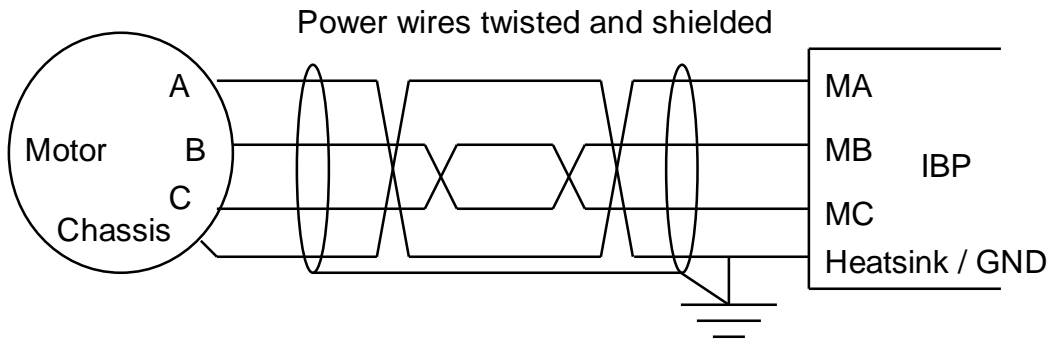 Power wires twisted and shielded
A
MA
Motor
B
MB
IBP
C
MC
Chassis
Heatsink / GND